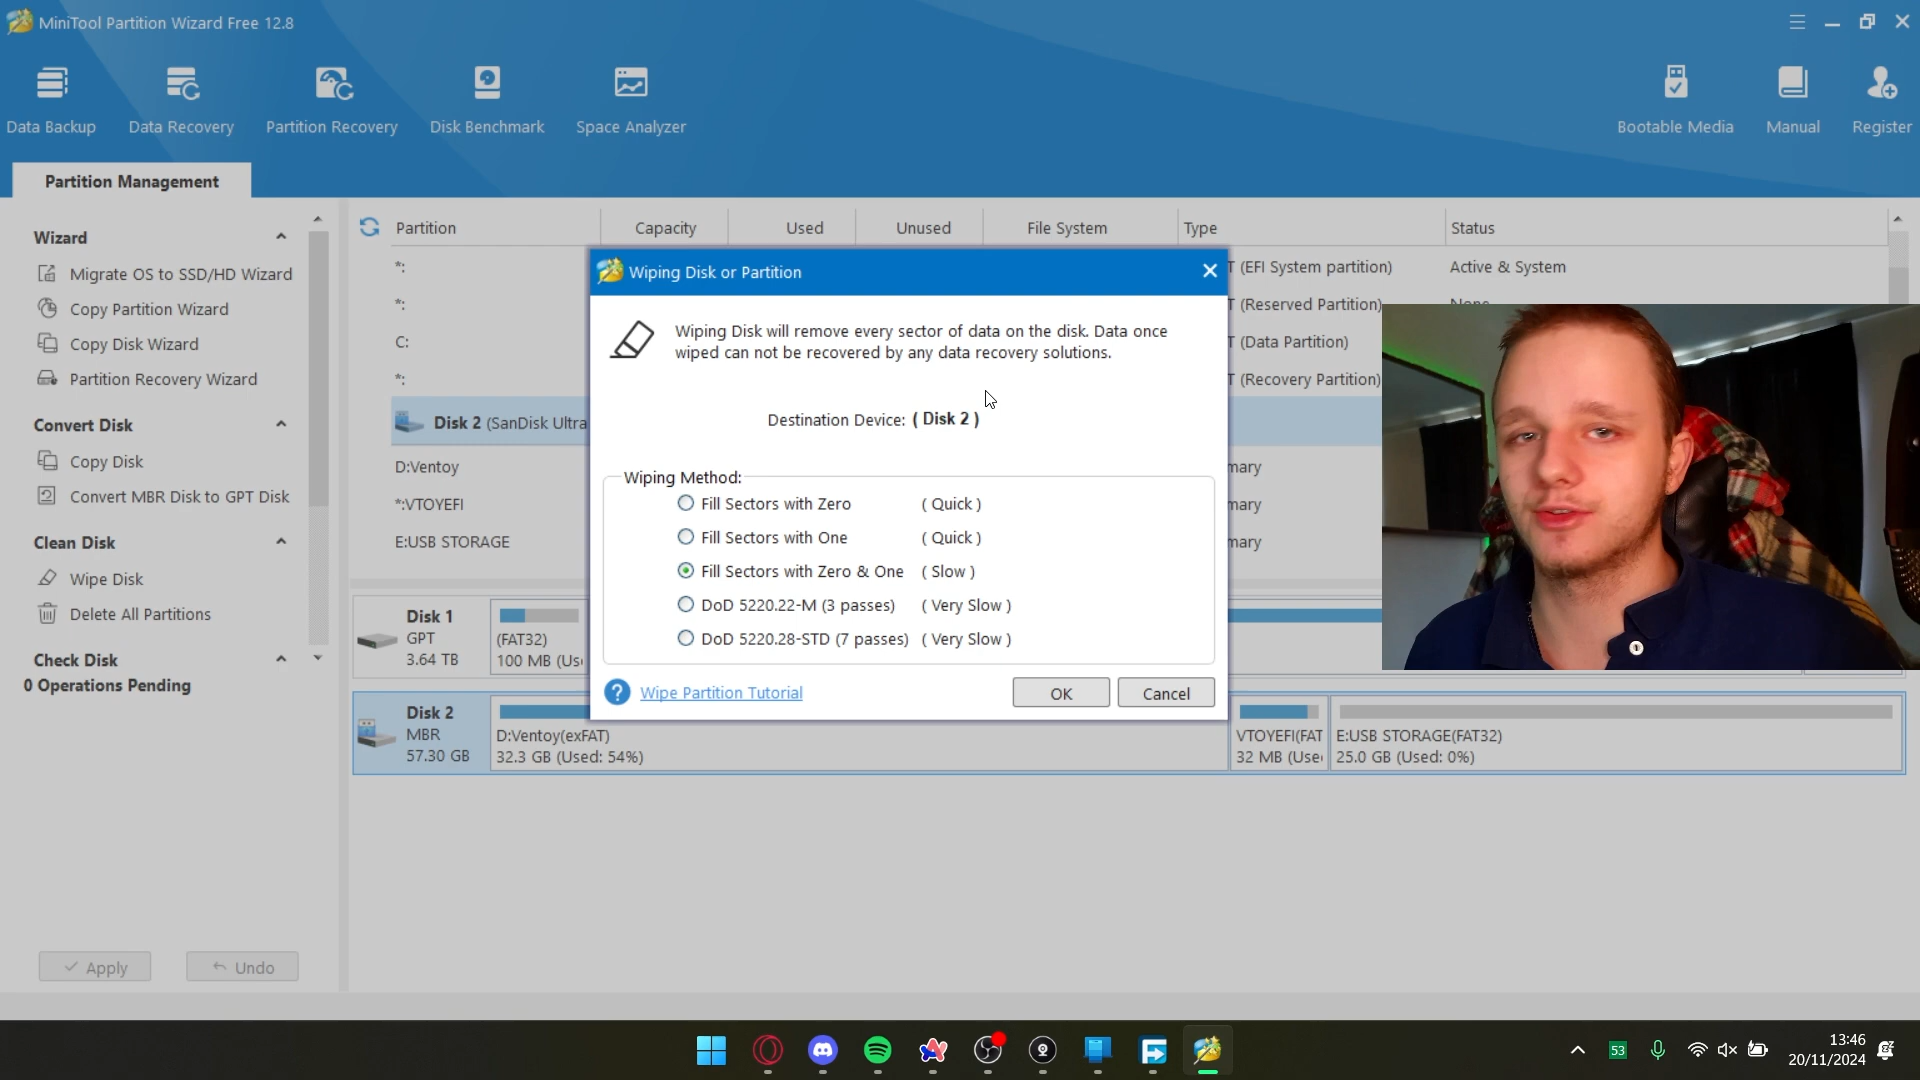 MiniTool Partition Wizard Free 12.8
Data Backup
Data Recovery
Partition Recovery
Disk Benchmark
Space Analyzer
Bootable Media
Manual
Register
Partition Management
Wizard
Migrate OS to SSD/HD Wizard
Copy Partition Wizard
Copy Disk Wizard
Partition Recovery Wizard
Convert Disk
Copy Disk
Convert MBR Disk to GPT Disk
Clean Disk
Wipe Disk
Delete All Partitions
Check Disk
0 Operations Pending
Apply
Undo
Partition Capacity Used Unused File System Type Status
*: T (EFI System partition) Active & System
*: T (Reserved Partition) None
C: T (Data Partition)
*: T (Recovery Partition)
Disk 2 (SanDisk Ultra
D:Ventoy mary
*:VTOYEFI mary
E:USB STORAGE mary
Wiping Disk or Partition
Wiping Disk will remove every sector of data on the disk. Data once
wiped can not be recovered by any data recovery solutions.
Destination Device: ( Disk 2 )
Wiping Method:
Fill Sectors with Zero ( Quick )
Fill Sectors with One ( Quick )
Fill Sectors with Zero & One ( Slow )
DoD 5220.22-M (3 passes) ( Very Slow )
DoD 5220.28-STD (7 passes) ( Very Slow )
Wipe Partition Tutorial
OK
Cancel
Disk 1
GPT
3.64 TB
(FAT32)
100 MB (Us
Disk 2
MBR
57.30 GB
D:Ventoy(exFAT)
32.3 GB (Used: 54%)
VTOYEFI(FAT
32 MB (Use
E:USB STORAGE(FAT32)
25.0 GB (Used: 0%)
53
13:46
20/11/2024